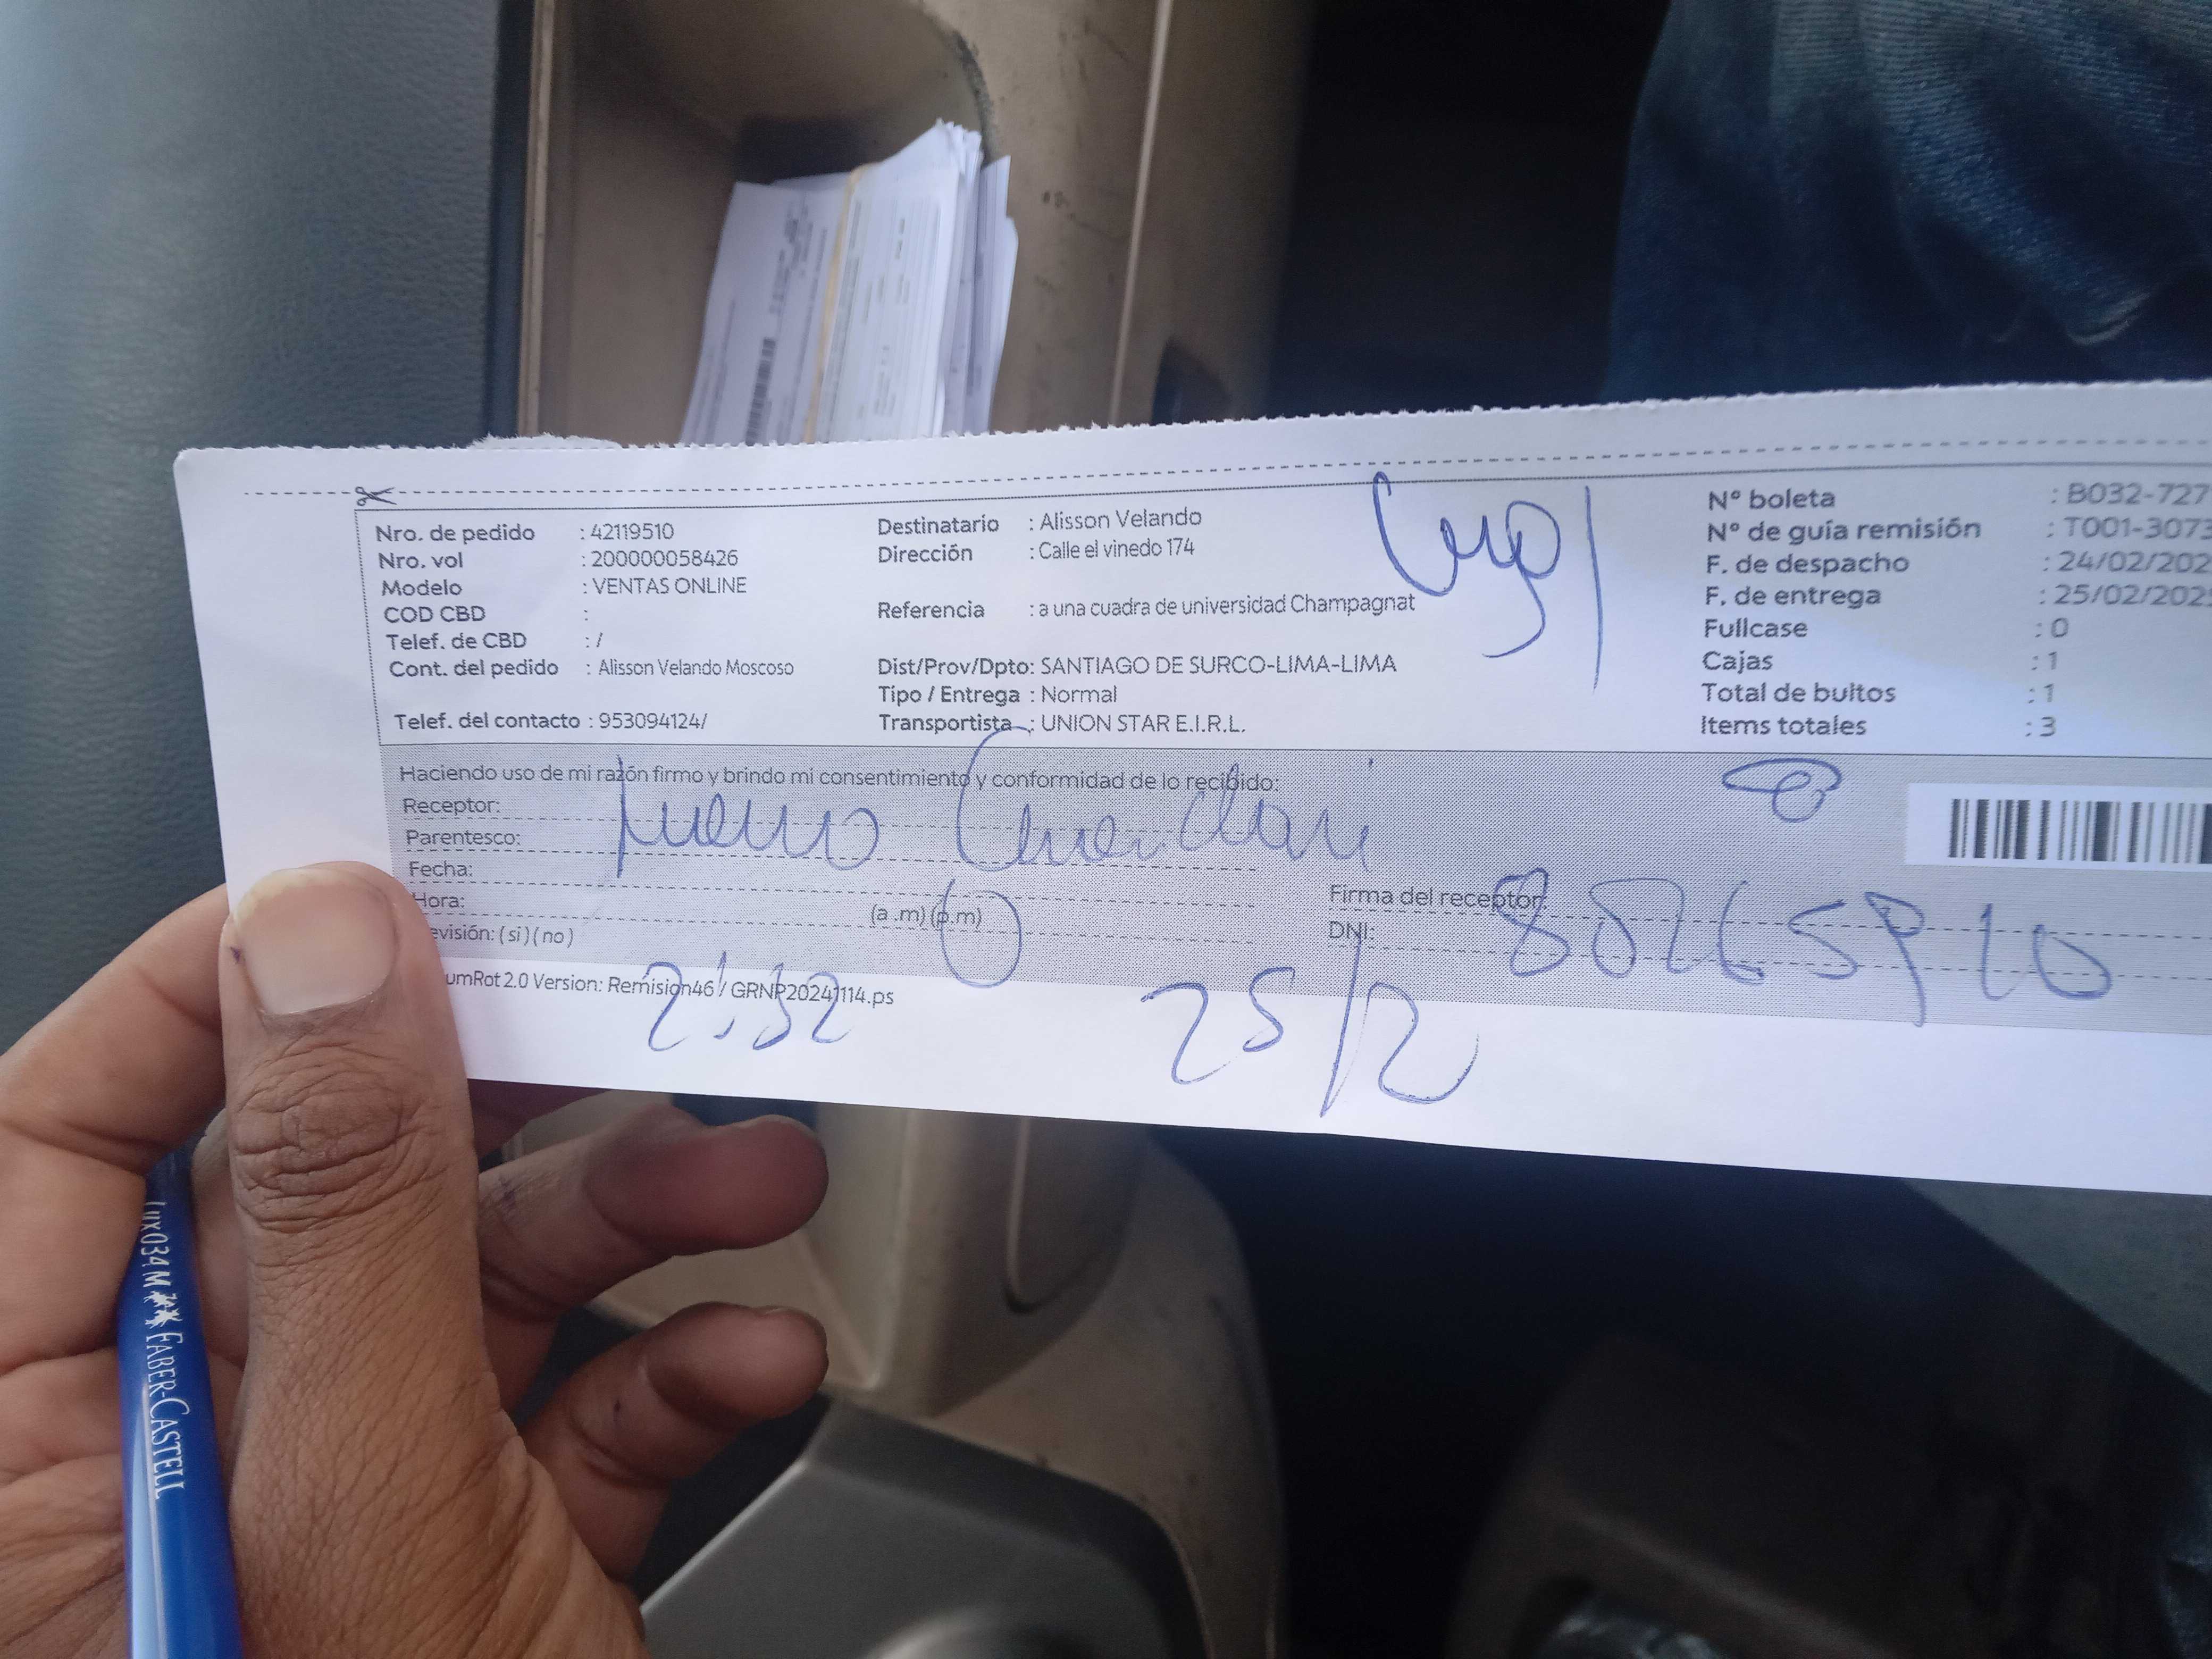 Nro. de pedido : 42119510
Nro. vol : 200000058426
Modelo : VENTAS ONLINE
COD CBD :
Telef. de CBD : /
Cont. del pedido : Alisson Velando Moscoso
Telef. del contacto : 953094124/
Destinatario : Alisson Velando
Dirección : Calle el vinedo 174
Referencia : a una cuadra de universidad Champagnat
Dist/Prov/Dpto: SANTIAGO DE SURCO-LIMA-LIMA
Tipo / Entrega : Normal
Transportista : UNION STAR E.I.R.L.
Nº boleta : B032-727
Nº de guía remisión : T001-3073
F. de despacho : 24/02/202
F. de entrega : 25/02/202
Fullcase : 0
Cajas : 1
Total de bultos : 1
Items totales : 3
Haciendo uso de mi razón firmo y brindo mi consentimiento y conformidad de lo recibido:
Receptor:
Parentesco:
Fecha:
Hora: (a .m) (p.m)
evisión: ( si ) ( no )
Firma del receptor:
DNI:
umRot 2.0 Version: Remision46 / GRNP20241114.ps
2:32
25/2
Lux034M FABER-CASTELL